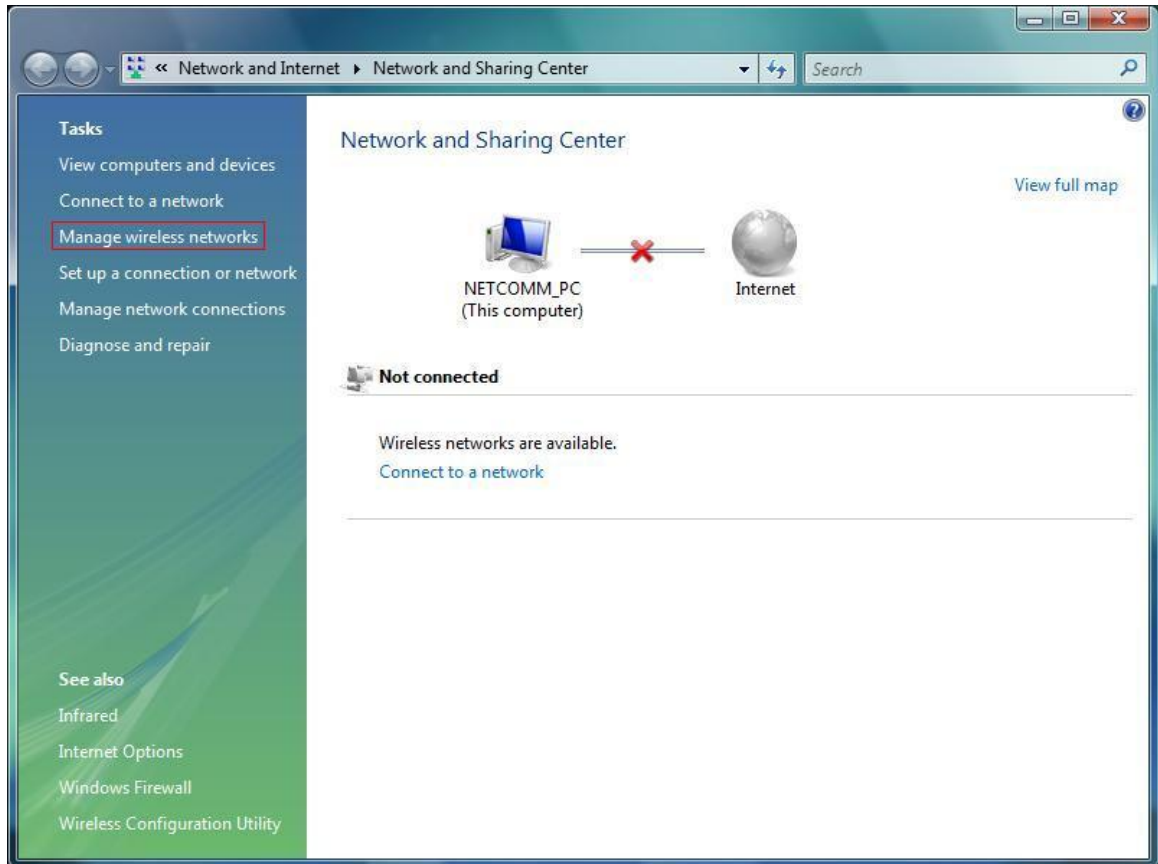 « Network and Internet ▸ Network and Sharing Center
Search
Tasks
View computers and devices
Connect to a network
Manage wireless networks
Set up a connection or network
Manage network connections
Diagnose and repair
See also
Infrared
Internet Options
Windows Firewall
Wireless Configuration Utility
Network and Sharing Center
View full map
NETCOMM_PC
(This computer)
Internet
Not connected
Wireless networks are available.
Connect to a network